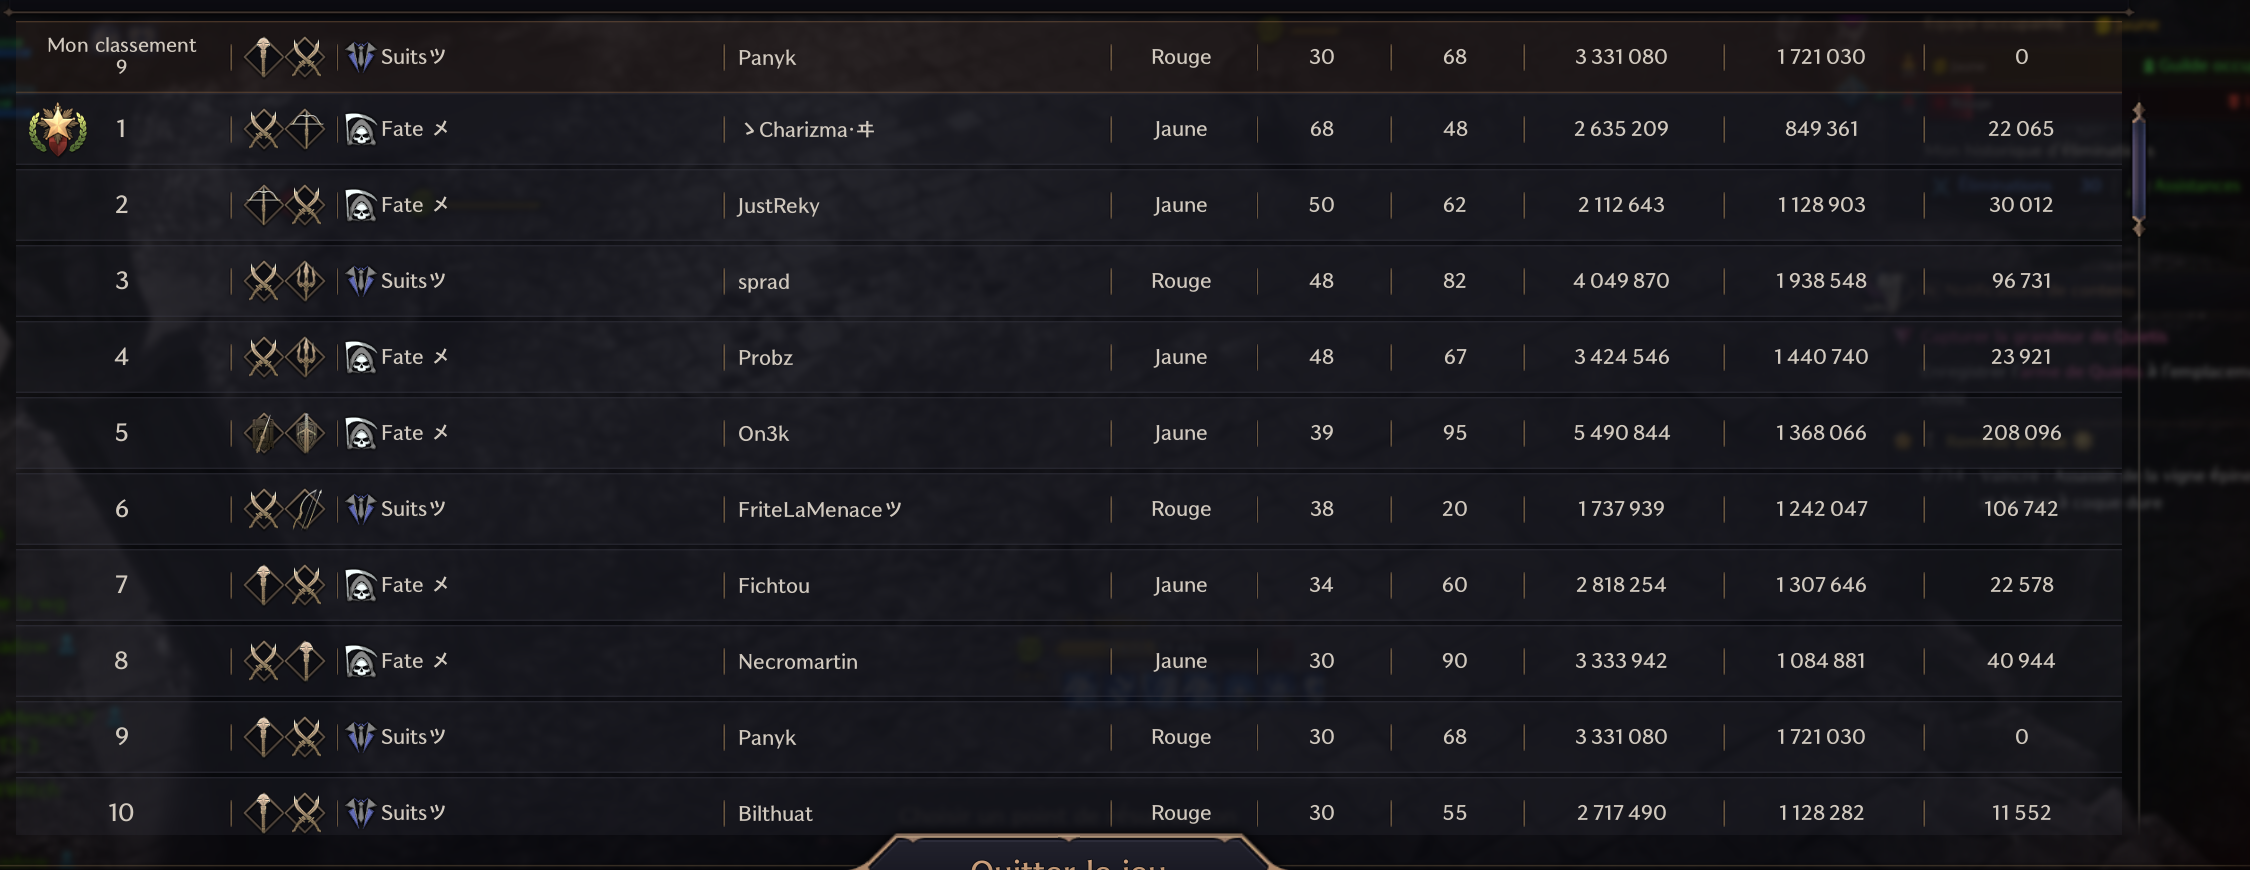 Mon classement
9 Suitsツ Panyk Rouge 30 68 3 331 080 1 721 030 0
1 Fate メ ゝCharizma·ヰ Jaune 68 48 2 635 209 849 361 22 065
2 Fate メ JustReky Jaune 50 62 2 112 643 1 128 903 30 012
3 Suitsツ sprad Rouge 48 82 4 049 870 1 938 548 96 731
4 Fate メ Probz Jaune 48 67 3 424 546 1 440 740 23 921
5 Fate メ On3k Jaune 39 95 5 490 844 1 368 066 208 096
6 Suitsツ FriteLaMenaceツ Rouge 38 20 1 737 939 1 242 047 106 742
7 Fate メ Fichtou Jaune 34 60 2 818 254 1 307 646 22 578
8 Fate メ Necromartin Jaune 30 90 3 333 942 1 084 881 40 944
9 Suitsツ Panyk Rouge 30 68 3 331 080 1 721 030 0
10 Suitsツ Bilthuat Rouge 30 55 2 717 490 1 128 282 11 552
Quitter le jeu